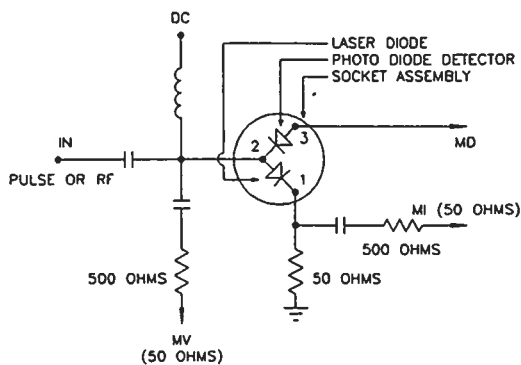 DC
LASER DIODE
PHOTO DIODE DETECTOR
SOCKET ASSEMBLY
IN
2
3
MD
PULSE OR RF
1
MI (50 OHMS)
500 OHMS
500 OHMS
50 OHMS
MV
(50 OHMS)